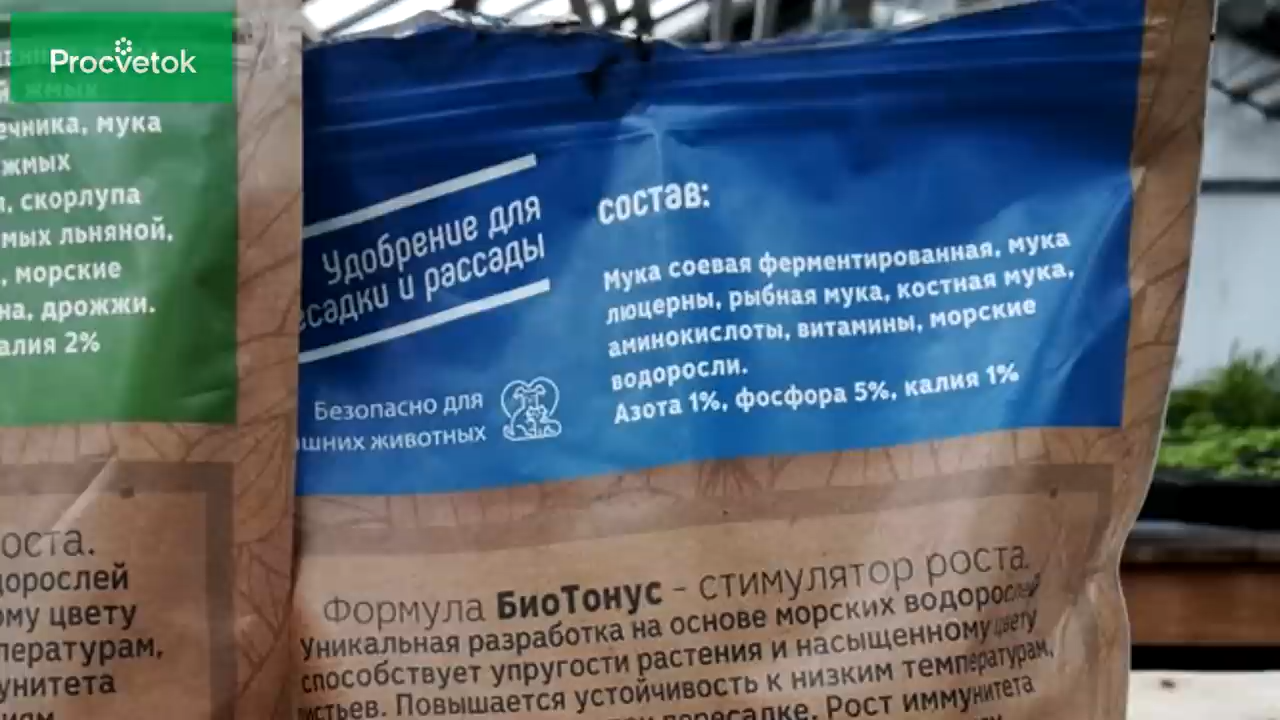 Procvetok
жмых
ечника, мука
жмых
скорлупа
мых льняной,
, морские
на, дрожжи.
алия 2%
оста.
дорослей
ому цвету
пературам,
унитета
Удобрение для
садки и рассады
Безопасно для
шних животных
состав:
Мука соевая ферментированная, мука
люцерны, рыбная мука, костная мука,
аминокислоты, витамины, морские
водоросли.
Азота 1%, фосфора 5%, калия 1%
Формула БиоТонус - стимулятор роста.
Уникальная разработка на основе морских водорослей
способствует упругости растения и насыщенному цвету
листьев. Повышается устойчивость к низким температурам,
пересадке. Рост иммунитета